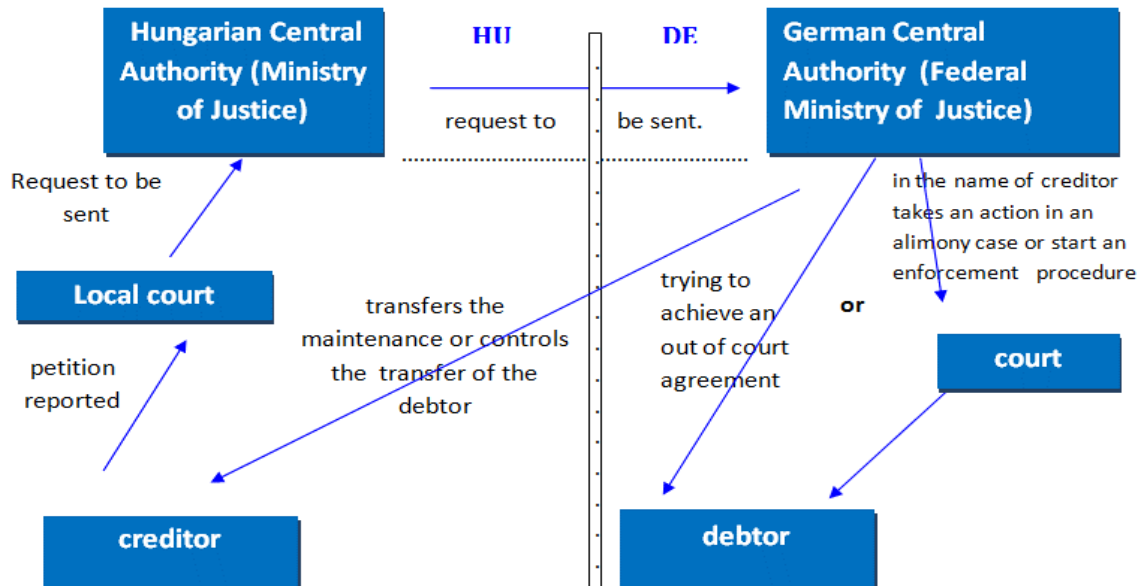 Hungarian Central
Authority (Ministry
of Justice)
HU
DE
German Central
Authority (Federal
Ministry of Justice)
request to
be sent.
Request to be
sent
in the name of creditor
takes an action in an
alimony case or start an
enforcement procedure
Local court
transfers the
maintenance or controls
the transfer of the
debtor
trying to
achieve an
out of court
agreement
or
court
petition
reported
creditor
debtor